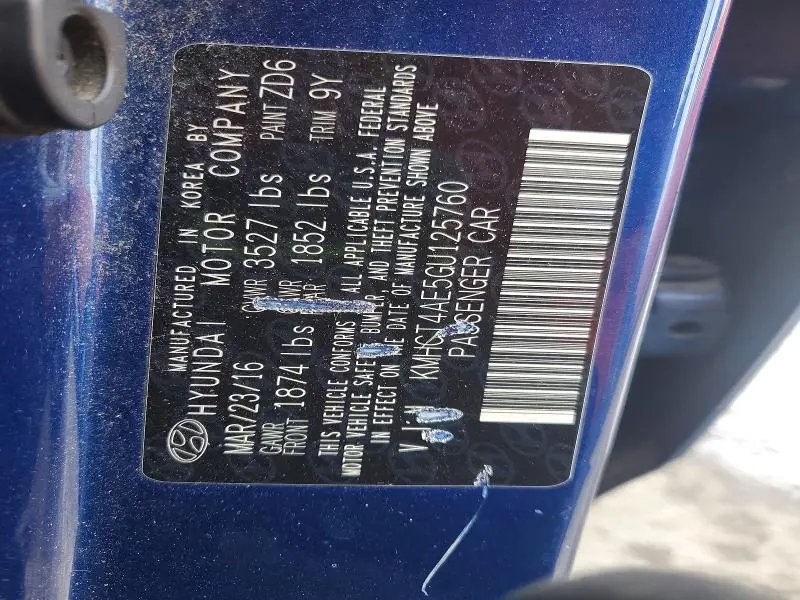 MANUFACTURED IN KOREA BY
HYUNDAI MOTOR COMPANY
MAR/23/16 GVWR 3527 lbs PAINT ZD6
GAWR FRONT 1874 lbs GAWR REAR 1852 lbs TRIM 9Y
THIS VEHICLE CONFORMS ALL APPLICABLE U.S.A. FEDERAL
MOTOR VEHICLE SAFETY BUMPER, AND THEFT PREVENTION STANDARDS
IN EFFECT ON THE DATE OF MANUFACTURE SHOWN ABOVE
KMHCT4AE5GU125760
PASSENGER CAR